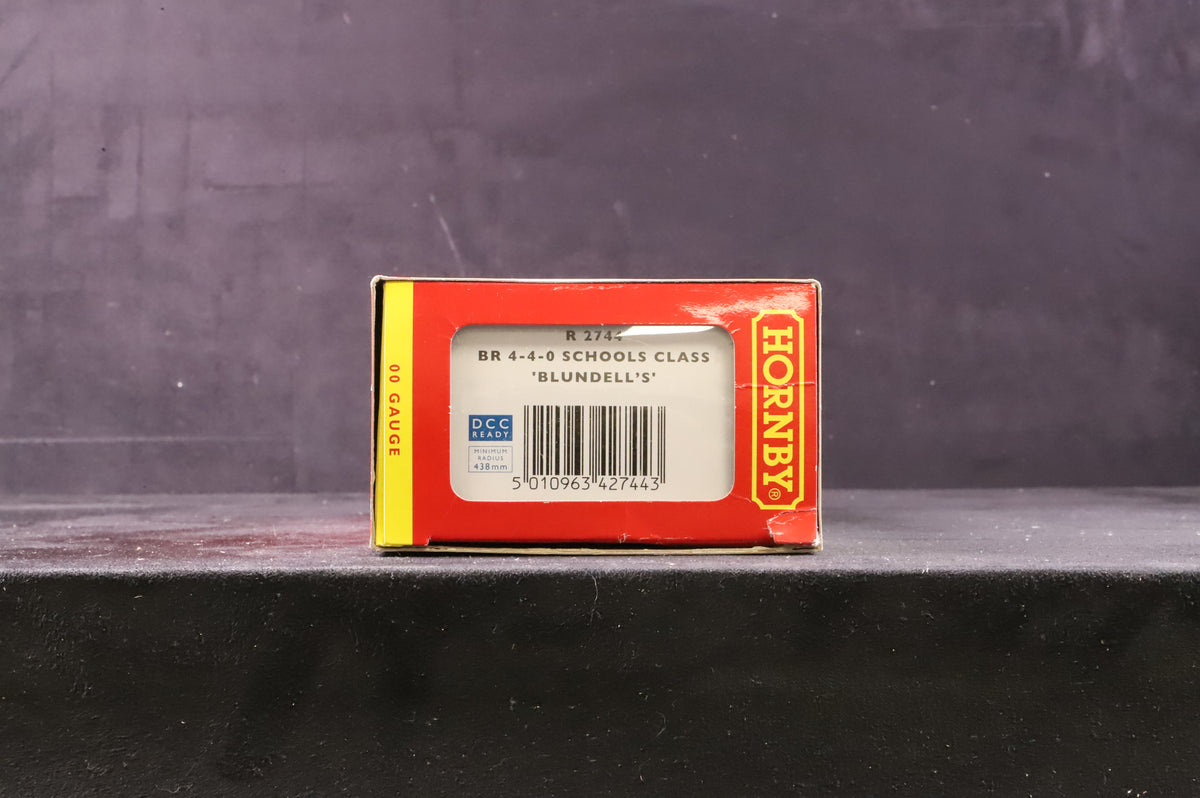 00 GAUGE
R 2744
BR 4-4-0 SCHOOLS CLASS
'BLUNDELL'S'
DCC
READY
MINIMUM
RADIUS
438mm
5 010963 427443
HORNBY®